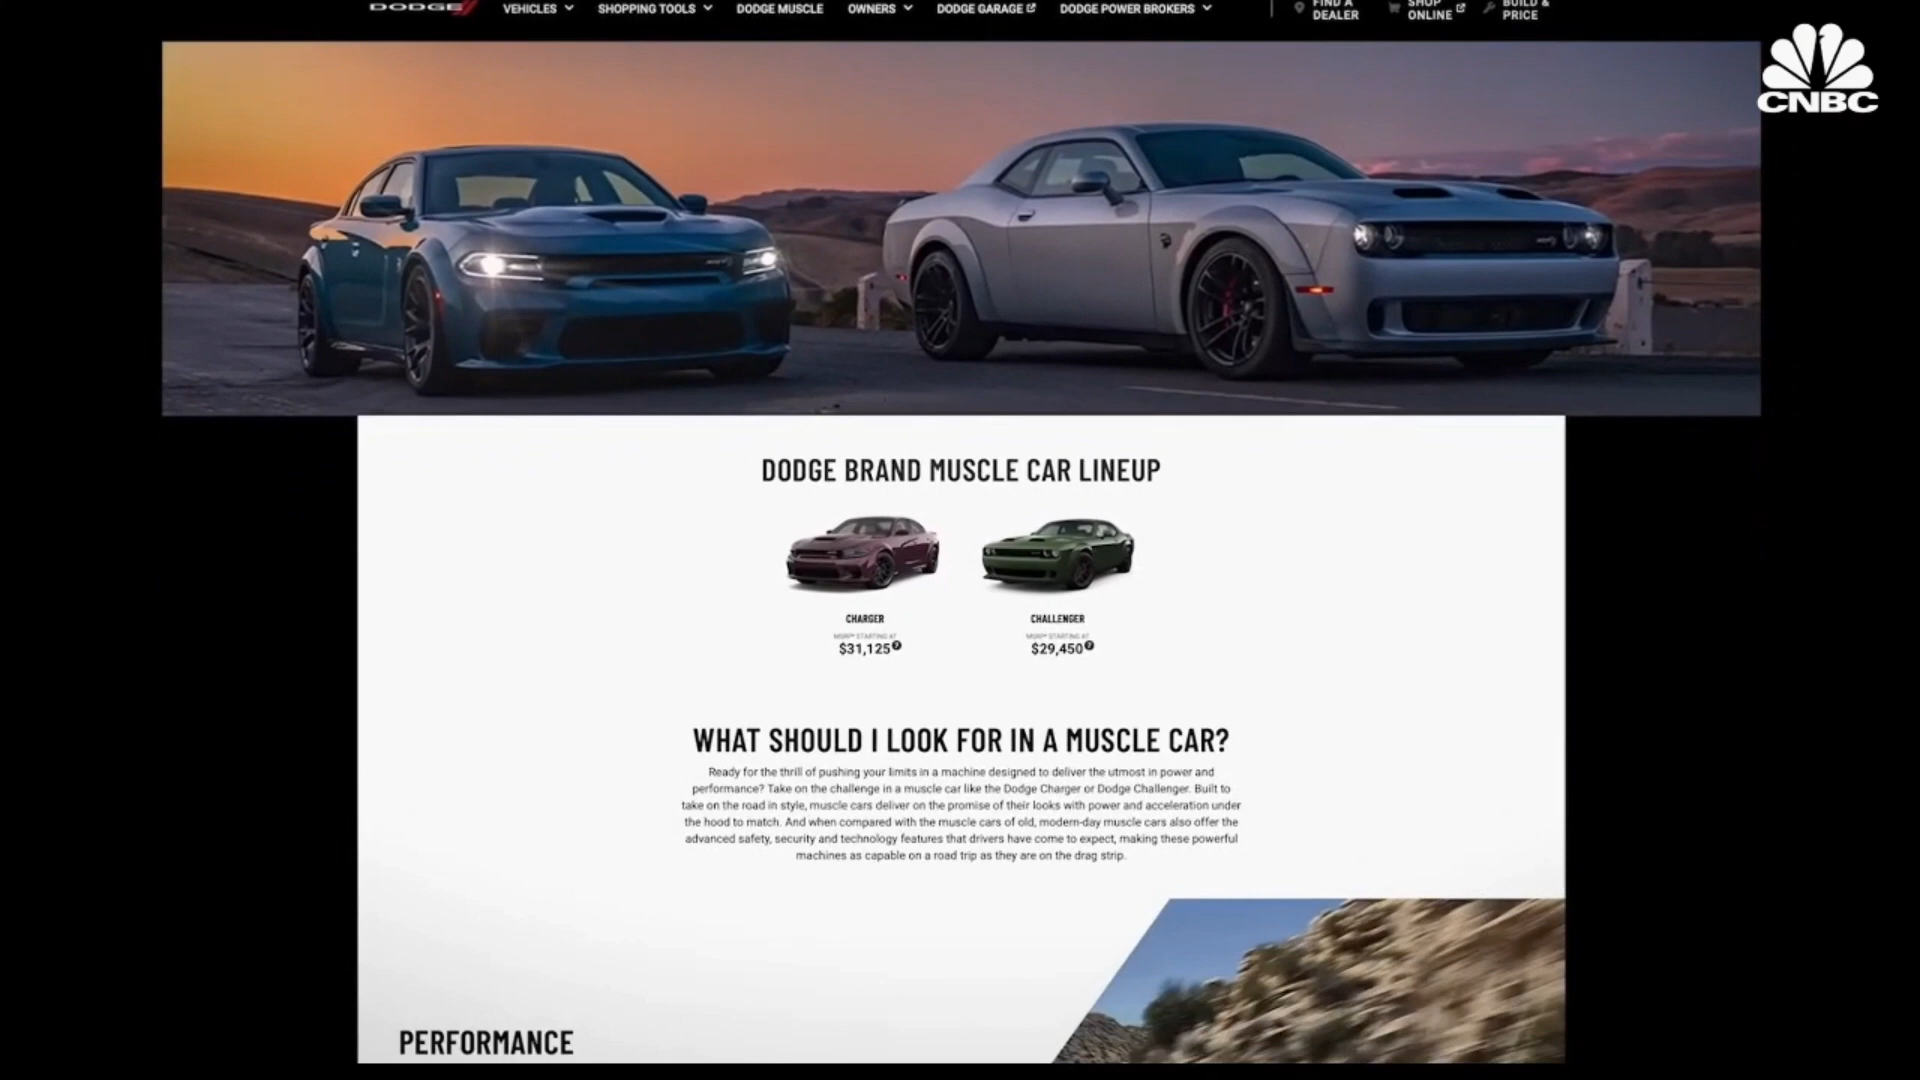 DODGE
VEHICLES
SHOPPING TOOLS
DODGE MUSCLE
OWNERS
DODGE GARAGE
DODGE POWER BROKERS
FIND A
DEALER
SHOP
ONLINE
BUILD &
PRICE
CNBC
DODGE BRAND MUSCLE CAR LINEUP
CHARGER
MSRP* STARTING AT
$31,125
CHALLENGER
MSRP* STARTING AT
$29,450
WHAT SHOULD I LOOK FOR IN A MUSCLE CAR?
Ready for the thrill of pushing your limits in a machine designed to deliver the utmost in power and
performance? Take on the challenge in a muscle car like the Dodge Charger or Dodge Challenger. Built to
take on the road in style, muscle cars deliver on the promise of their looks with power and acceleration under
the hood to match. And when compared with the muscle cars of old, modern-day muscle cars also offer the
advanced safety, security and technology features that drivers have come to expect, making these powerful
machines as capable on a road trip as they are on the drag strip.
PERFORMANCE